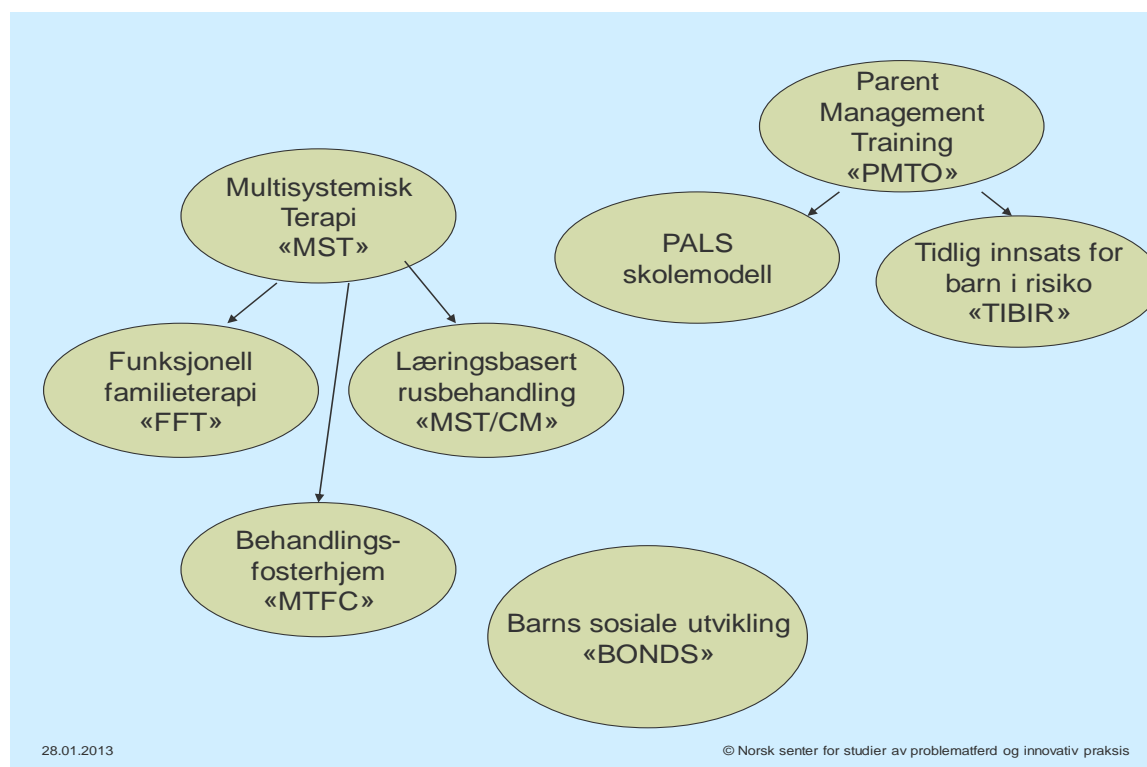 Multisystemisk
Terapi
«MST»
Funksjonell
familieterapi
«FFT»
Læringsbasert
rusbehandling
«MST/CM»
Behandlings-
fosterhjem
«MTFC»
Parent
Management
Training
«PMTO»
PALS
skolemodell
Tidlig innsats for
barn i risiko
«TIBIR»
Barns sosiale utvikling
«BONDS»
28.01.2013
© Norsk senter for studier av problematferd og innovativ praksis